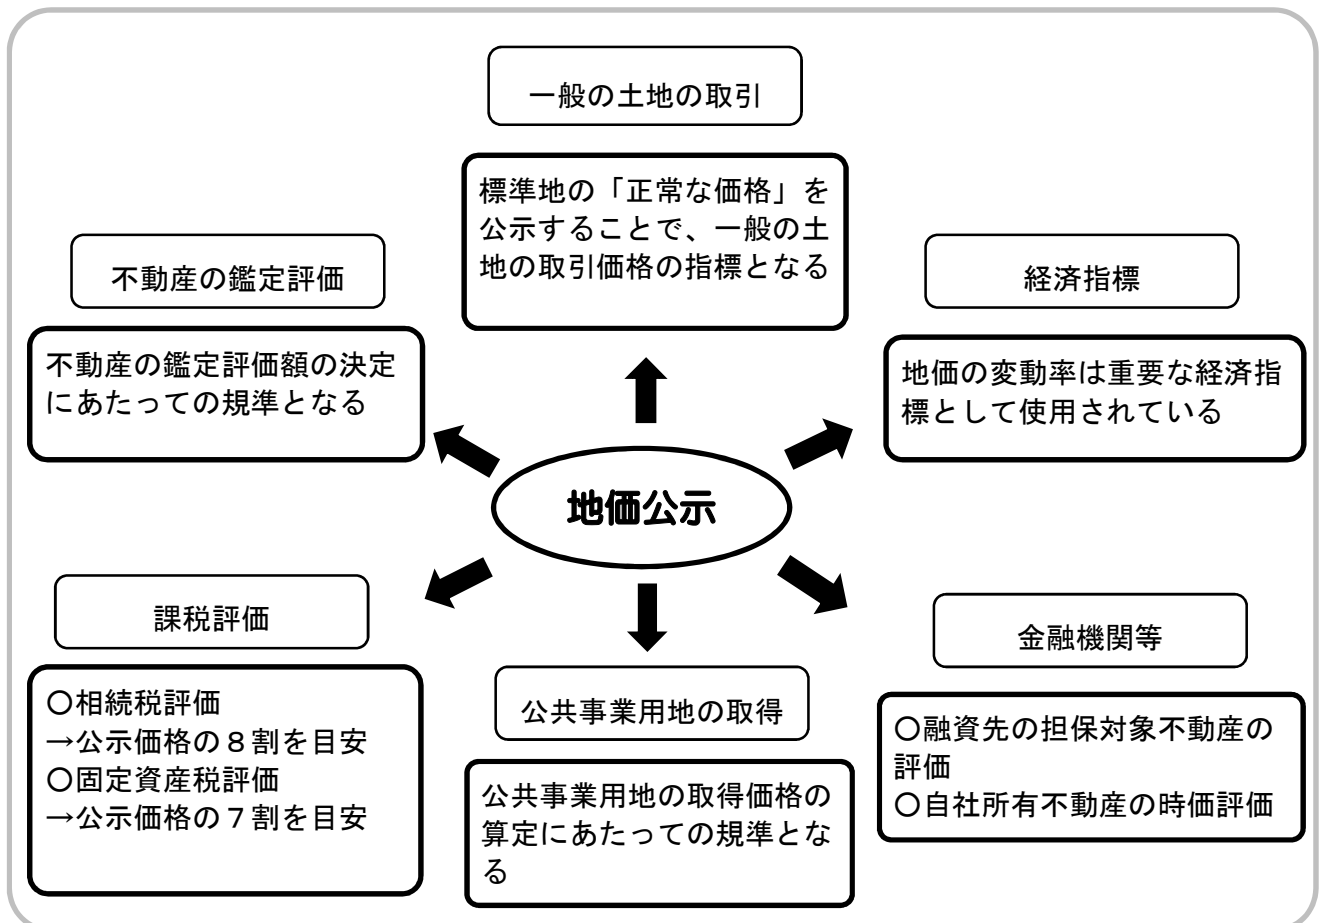 一般の土地の取引
標準地の「正常な価格」を
公示することで、一般の土
地の取引価格の指標となる
不動産の鑑定評価
不動産の鑑定評価額の決定
にあたっての規準となる
経済指標
地価の変動率は重要な経済指
標として使用されている
地価公示
課税評価
〇相続税評価
→公示価格の８割を目安
〇固定資産税評価
→公示価格の７割を目安
公共事業用地の取得
公共事業用地の取得価格の
算定にあたっての規準とな
る
金融機関等
〇融資先の担保対象不動産の
評価
〇自社所有不動産の時価評価